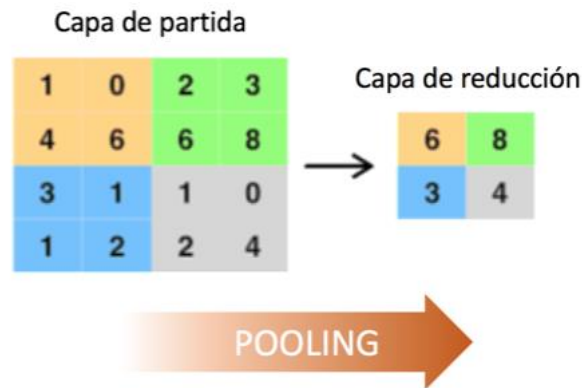 Capa de partida
1 0 2 3
4 6 6 8
3 1 1 0
1 2 2 4
Capa de reducción
6 8
3 4
POOLING